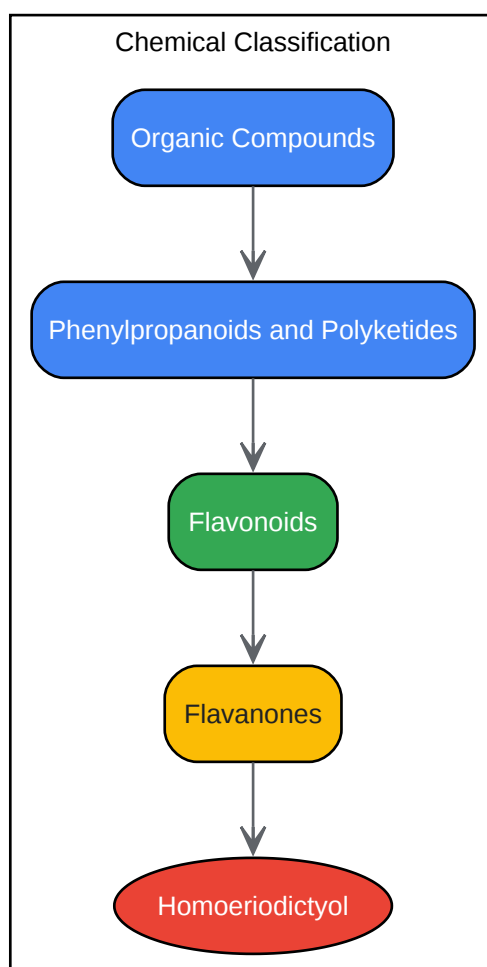 Chemical Classification
Organic Compounds
Phenylpropanoids and Polyketides
Flavonoids
Flavanones
Homoeriodictyol